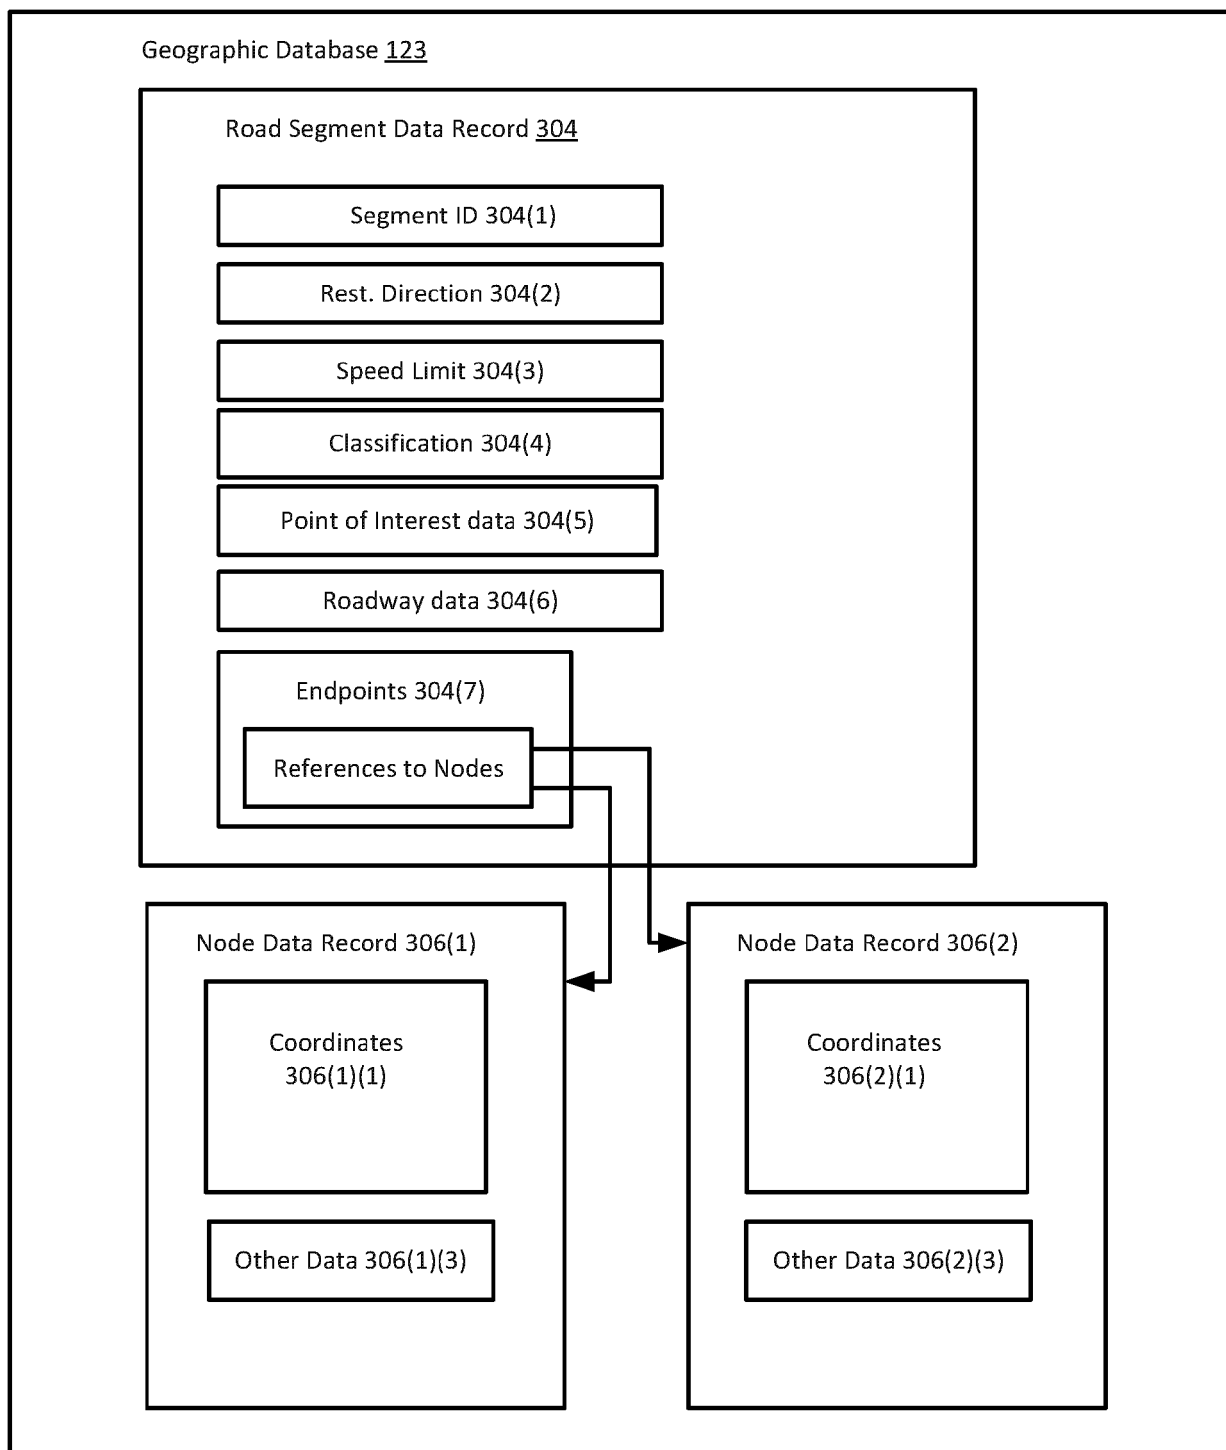 Geographic Database 123
Road Segment Data Record 304
Segment ID 304(1)
Rest. Direction 304(2)
Speed Limit 304(3)
Classification 304(4)
Point of Interest data 304(5)
Roadway data 304(6)
Endpoints 304(7)
References to Nodes
Node Data Record 306(1)
Coordinates
306(1)(1)
Other Data 306(1)(3)
Node Data Record 306(2)
Coordinates
306(2)(1)
Other Data 306(2)(3)